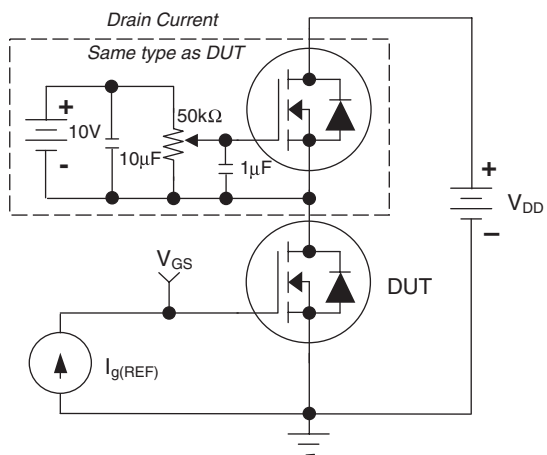 Drain Current
Same type as DUT
+
10V
-
10μF
50kΩ
1μF
+
V_DD
−
V_GS
DUT
I_g(REF)